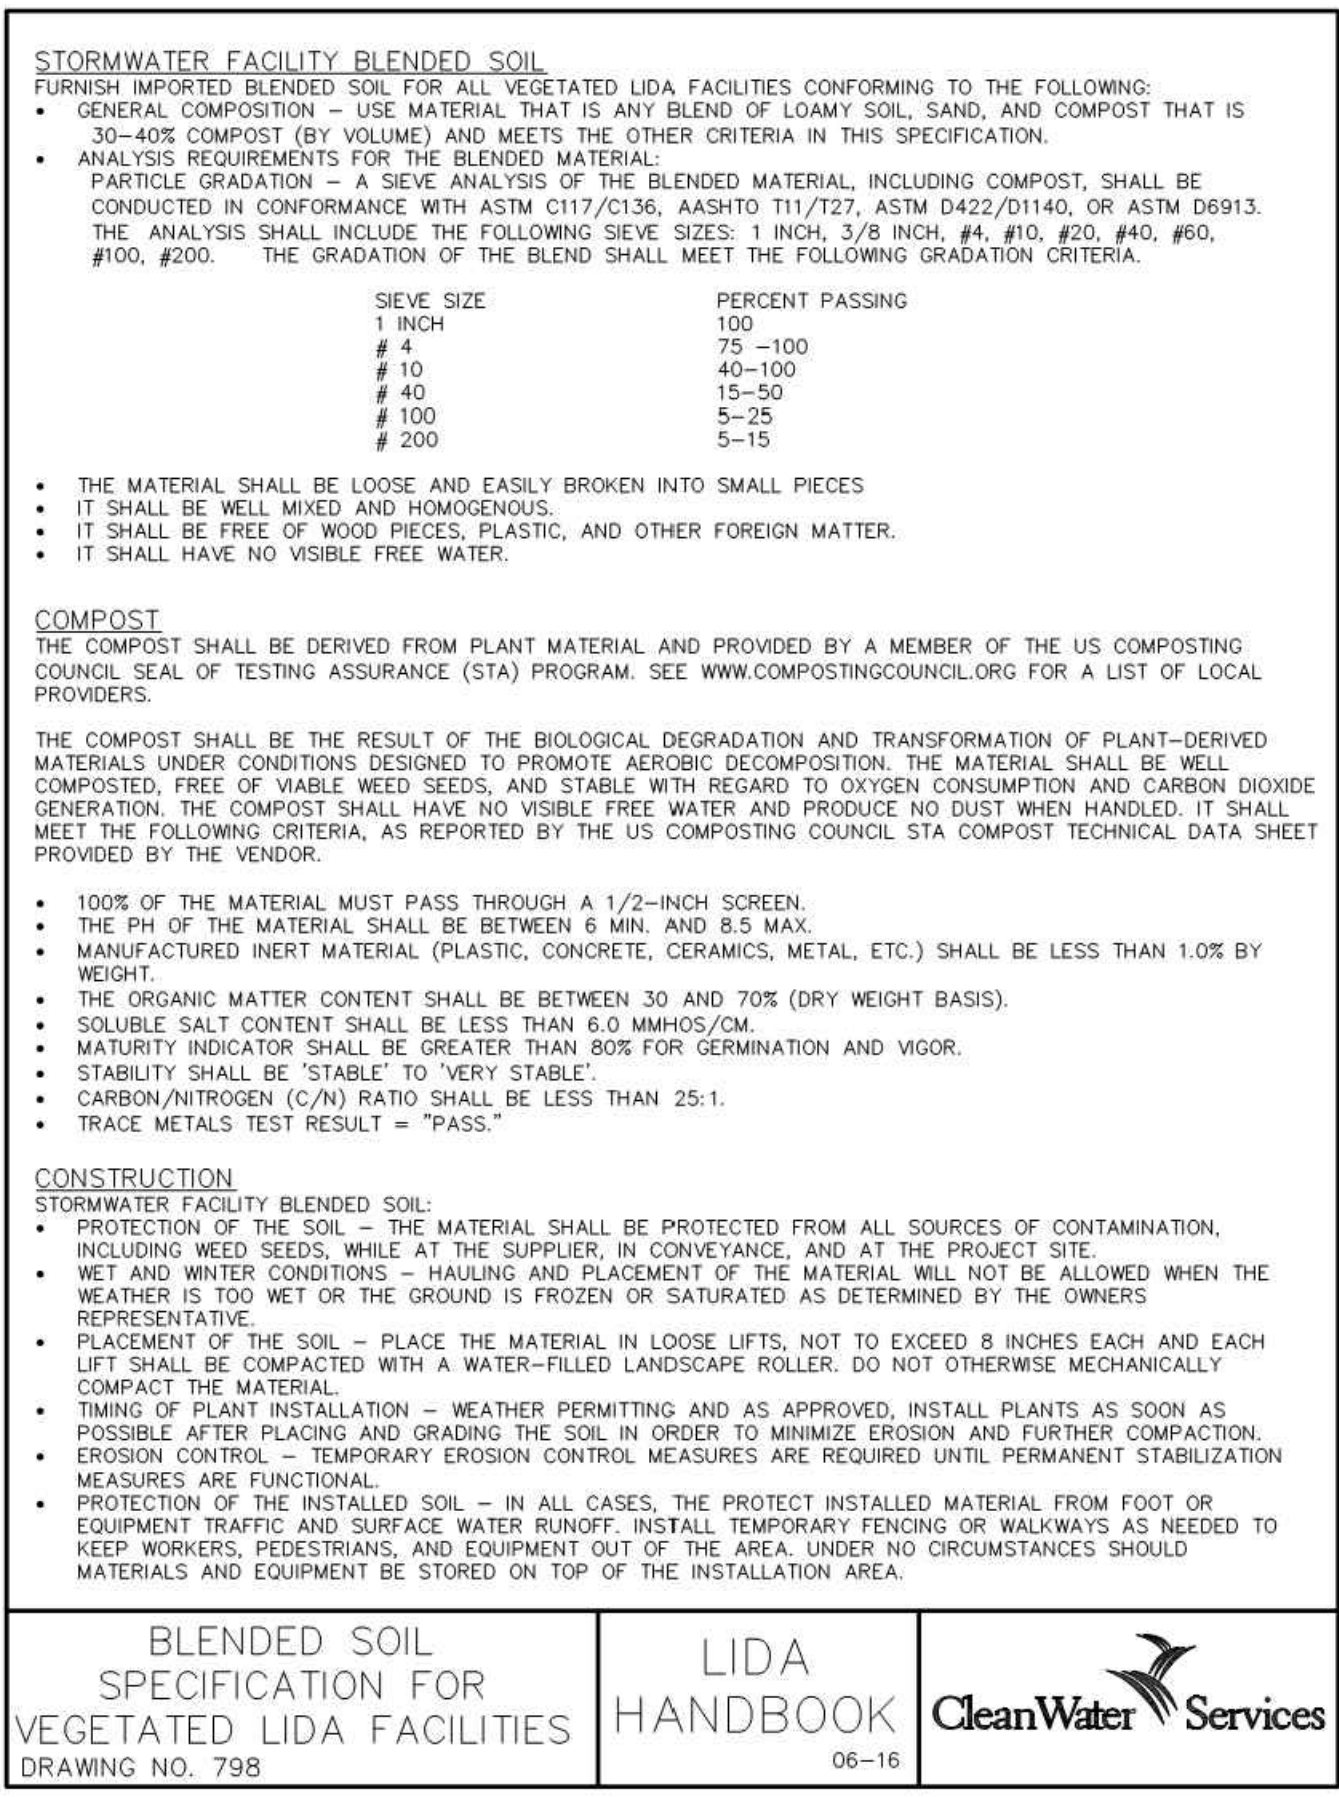 STORMWATER FACILITY BLENDED SOIL
FURNISH IMPORTED BLENDED SOIL FOR ALL VEGETATED LIDA FACILITIES CONFORMING TO THE FOLLOWING:
• GENERAL COMPOSITION – USE MATERIAL THAT IS ANY BLEND OF LOAMY SOIL, SAND, AND COMPOST THAT IS
30–40% COMPOST (BY VOLUME) AND MEETS THE OTHER CRITERIA IN THIS SPECIFICATION.
• ANALYSIS REQUIREMENTS FOR THE BLENDED MATERIAL:
PARTICLE GRADATION – A SIEVE ANALYSIS OF THE BLENDED MATERIAL, INCLUDING COMPOST, SHALL BE
CONDUCTED IN CONFORMANCE WITH ASTM C117/C136, AASHTO T11/T27, ASTM D422/D1140, OR ASTM D6913.
THE ANALYSIS SHALL INCLUDE THE FOLLOWING SIEVE SIZES: 1 INCH, 3/8 INCH, #4, #10, #20, #40, #60,
#100, #200. THE GRADATION OF THE BLEND SHALL MEET THE FOLLOWING GRADATION CRITERIA.
SIEVE SIZE PERCENT PASSING
1 INCH 100
# 4 75 –100
# 10 40–100
# 40 15–50
# 100 5–25
# 200 5–15
• THE MATERIAL SHALL BE LOOSE AND EASILY BROKEN INTO SMALL PIECES
• IT SHALL BE WELL MIXED AND HOMOGENOUS.
• IT SHALL BE FREE OF WOOD PIECES, PLASTIC, AND OTHER FOREIGN MATTER.
• IT SHALL HAVE NO VISIBLE FREE WATER.
COMPOST
THE COMPOST SHALL BE DERIVED FROM PLANT MATERIAL AND PROVIDED BY A MEMBER OF THE US COMPOSTING
COUNCIL SEAL OF TESTING ASSURANCE (STA) PROGRAM. SEE WWW.COMPOSTINGCOUNCIL.ORG FOR A LIST OF LOCAL
PROVIDERS.
THE COMPOST SHALL BE THE RESULT OF THE BIOLOGICAL DEGRADATION AND TRANSFORMATION OF PLANT–DERIVED
MATERIALS UNDER CONDITIONS DESIGNED TO PROMOTE AEROBIC DECOMPOSITION. THE MATERIAL SHALL BE WELL
COMPOSTED, FREE OF VIABLE WEED SEEDS, AND STABLE WITH REGARD TO OXYGEN CONSUMPTION AND CARBON DIOXIDE
GENERATION. THE COMPOST SHALL HAVE NO VISIBLE FREE WATER AND PRODUCE NO DUST WHEN HANDLED. IT SHALL
MEET THE FOLLOWING CRITERIA, AS REPORTED BY THE US COMPOSTING COUNCIL STA COMPOST TECHNICAL DATA SHEET
PROVIDED BY THE VENDOR.
• 100% OF THE MATERIAL MUST PASS THROUGH A 1/2–INCH SCREEN.
• THE PH OF THE MATERIAL SHALL BE BETWEEN 6 MIN. AND 8.5 MAX.
• MANUFACTURED INERT MATERIAL (PLASTIC, CONCRETE, CERAMICS, METAL, ETC.) SHALL BE LESS THAN 1.0% BY
WEIGHT.
• THE ORGANIC MATTER CONTENT SHALL BE BETWEEN 30 AND 70% (DRY WEIGHT BASIS).
• SOLUBLE SALT CONTENT SHALL BE LESS THAN 6.0 MMHOS/CM.
• MATURITY INDICATOR SHALL BE GREATER THAN 80% FOR GERMINATION AND VIGOR.
• STABILITY SHALL BE 'STABLE' TO 'VERY STABLE'.
• CARBON/NITROGEN (C/N) RATIO SHALL BE LESS THAN 25:1.
• TRACE METALS TEST RESULT = "PASS."
CONSTRUCTION
STORMWATER FACILITY BLENDED SOIL:
• PROTECTION OF THE SOIL – THE MATERIAL SHALL BE PROTECTED FROM ALL SOURCES OF CONTAMINATION,
INCLUDING WEED SEEDS, WHILE AT THE SUPPLIER, IN CONVEYANCE, AND AT THE PROJECT SITE.
• WET AND WINTER CONDITIONS – HAULING AND PLACEMENT OF THE MATERIAL WILL NOT BE ALLOWED WHEN THE
WEATHER IS TOO WET OR THE GROUND IS FROZEN OR SATURATED AS DETERMINED BY THE OWNERS
REPRESENTATIVE.
• PLACEMENT OF THE SOIL – PLACE THE MATERIAL IN LOOSE LIFTS, NOT TO EXCEED 8 INCHES EACH AND EACH
LIFT SHALL BE COMPACTED WITH A WATER–FILLED LANDSCAPE ROLLER. DO NOT OTHERWISE MECHANICALLY
COMPACT THE MATERIAL.
• TIMING OF PLANT INSTALLATION – WEATHER PERMITTING AND AS APPROVED, INSTALL PLANTS AS SOON AS
POSSIBLE AFTER PLACING AND GRADING THE SOIL IN ORDER TO MINIMIZE EROSION AND FURTHER COMPACTION.
• EROSION CONTROL – TEMPORARY EROSION CONTROL MEASURES ARE REQUIRED UNTIL PERMANENT STABILIZATION
MEASURES ARE FUNCTIONAL.
• PROTECTION OF THE INSTALLED SOIL – IN ALL CASES, THE PROTECT INSTALLED MATERIAL FROM FOOT OR
EQUIPMENT TRAFFIC AND SURFACE WATER RUNOFF. INSTALL TEMPORARY FENCING OR WALKWAYS AS NEEDED TO
KEEP WORKERS, PEDESTRIANS, AND EQUIPMENT OUT OF THE AREA. UNDER NO CIRCUMSTANCES SHOULD
MATERIALS AND EQUIPMENT BE STORED ON TOP OF THE INSTALLATION AREA.
BLENDED SOIL
SPECIFICATION FOR
VEGETATED LIDA FACILITIES
DRAWING NO. 798
LIDA
HANDBOOK
06–16
CleanWater Services